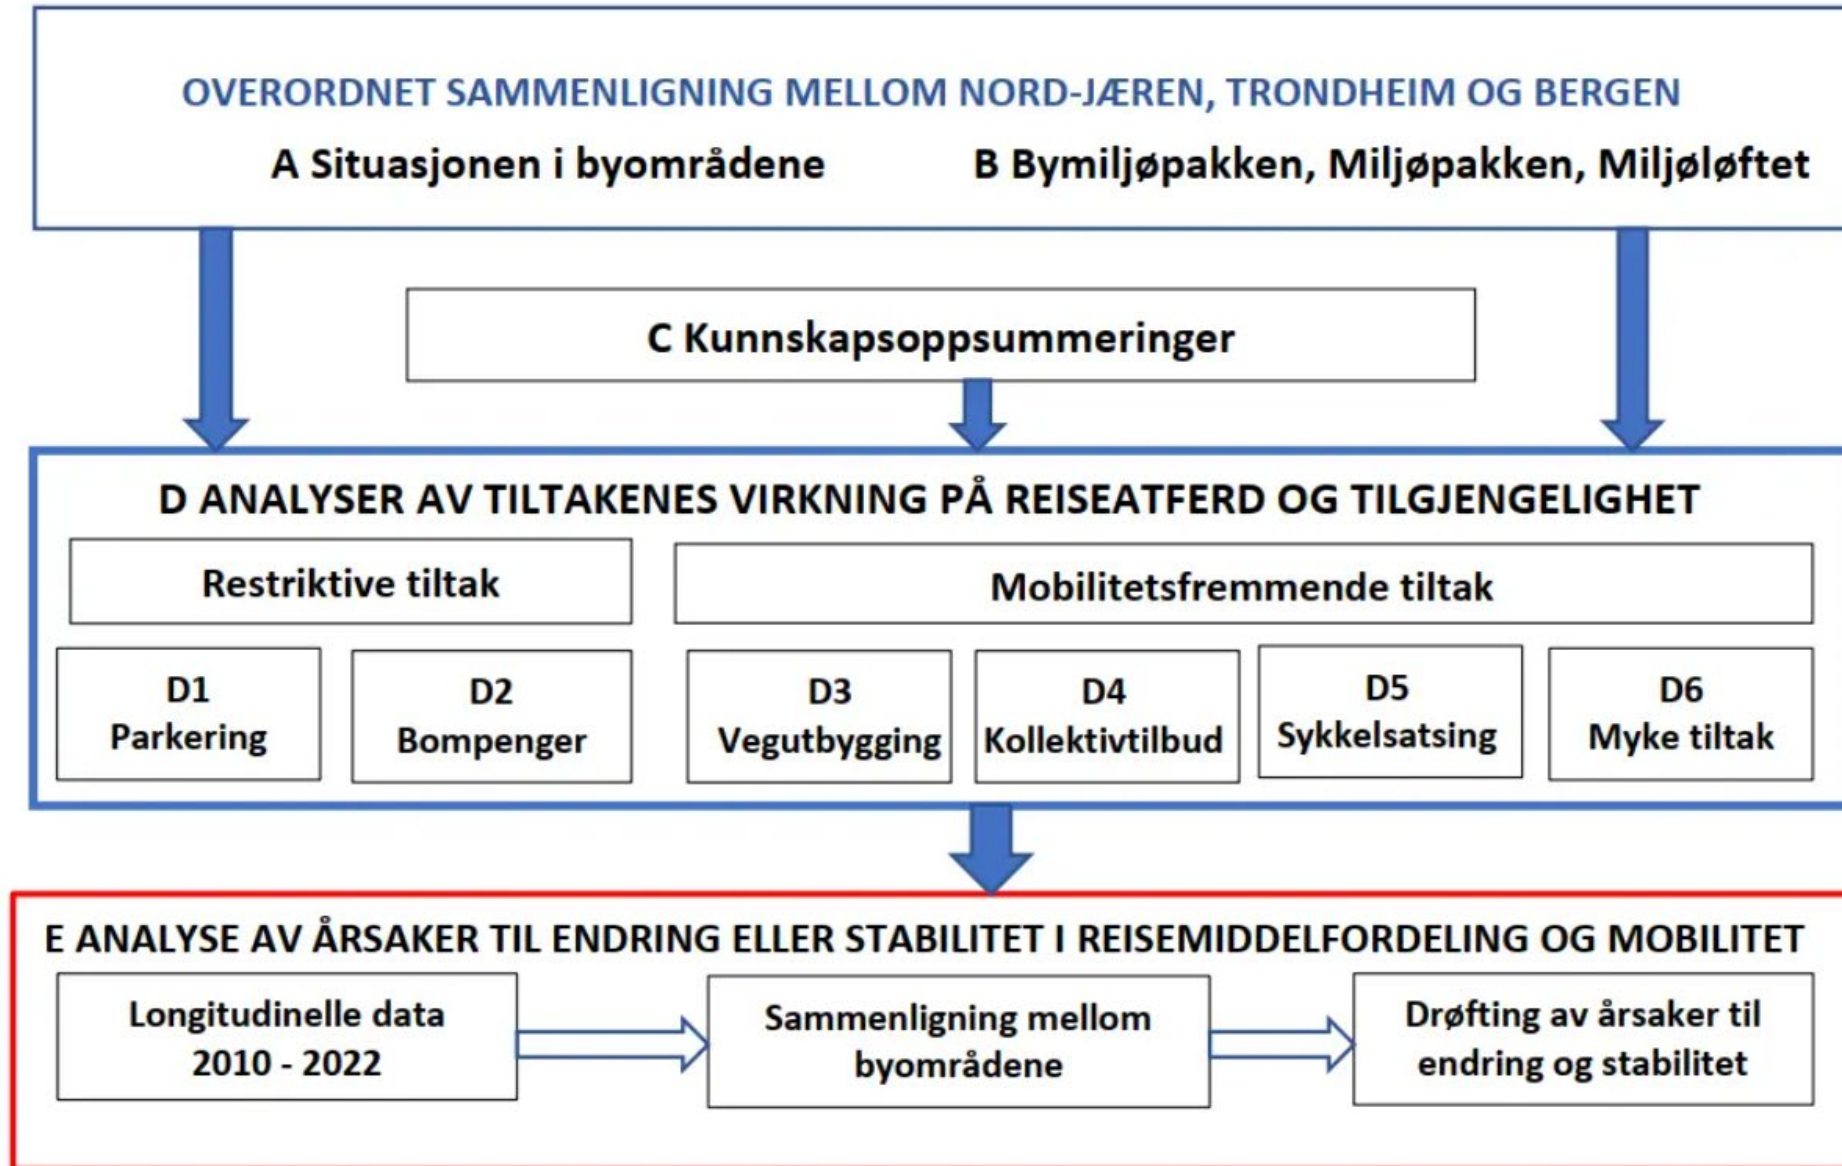 OVERORDNET SAMMENLIGNING MELLOM NORD-JÆREN, TRONDHEIM OG BERGEN
A Situasjonen i byområdene
B Bymiljøpakken, Miljøpakken, Miljøløftet
C Kunnskapsoppsummeringer
D ANALYSER AV TILTAKENES VIRKNING PÅ REISEATFERD OG TILGJENGELIGHET
Restriktive tiltak
Mobilitetsfremmende tiltak
D1
Parkering
D2
Bompenger
D3
Vegutbygging
D4
Kollektivtilbud
D5
Sykkelsatsing
D6
Myke tiltak
E ANALYSE AV ÅRSAKER TIL ENDRING ELLER STABILITET I REISEMIDDELFORDELING OG MOBILITET
Longitudinelle data
2010 - 2022
Sammenligning mellom
byområdene
Drøfting av årsaker til
endring og stabilitet